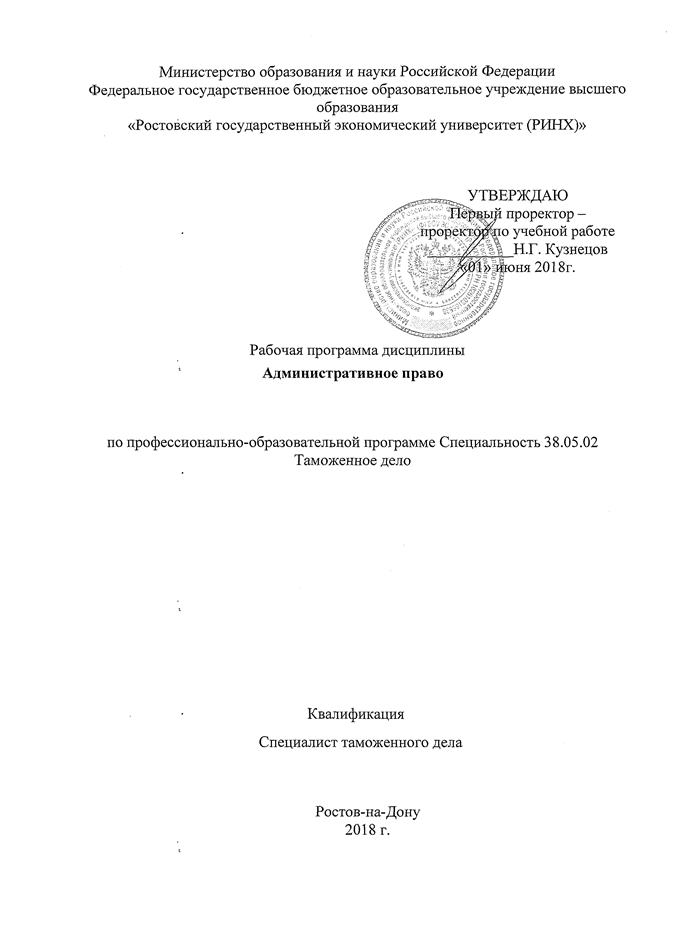 Министерство образования и науки Российской Федерации
Федеральное государственное бюджетное образовательное учреждение высшего
образования
«Ростовский государственный экономический университет (РИНХ)»
УТВЕРЖДАЮ
Первый проректор –
проректор по учебной работе
Н.Г. Кузнецов
«01» июня 2018г.
Рабочая программа дисциплины
Административное право
по профессионально-образовательной программе Специальность 38.05.02
Таможенное дело
Квалификация
Специалист таможенного дела
Ростов-на-Дону
2018 г.